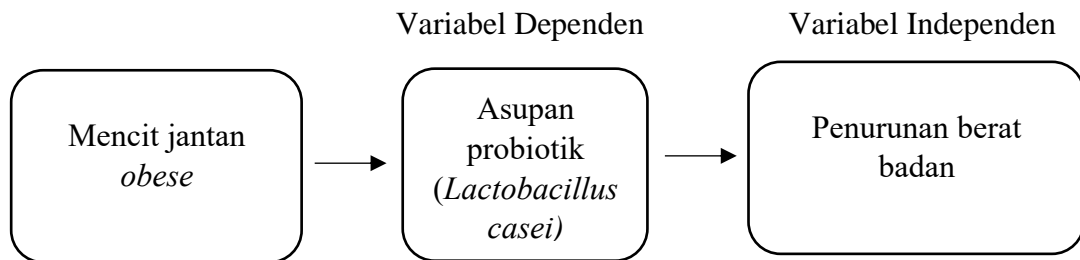 Variabel Dependen
Variabel Independen
Mencit jantan
obese
Asupan
probiotik
(Lactobacillus
casei)
Penurunan berat
badan